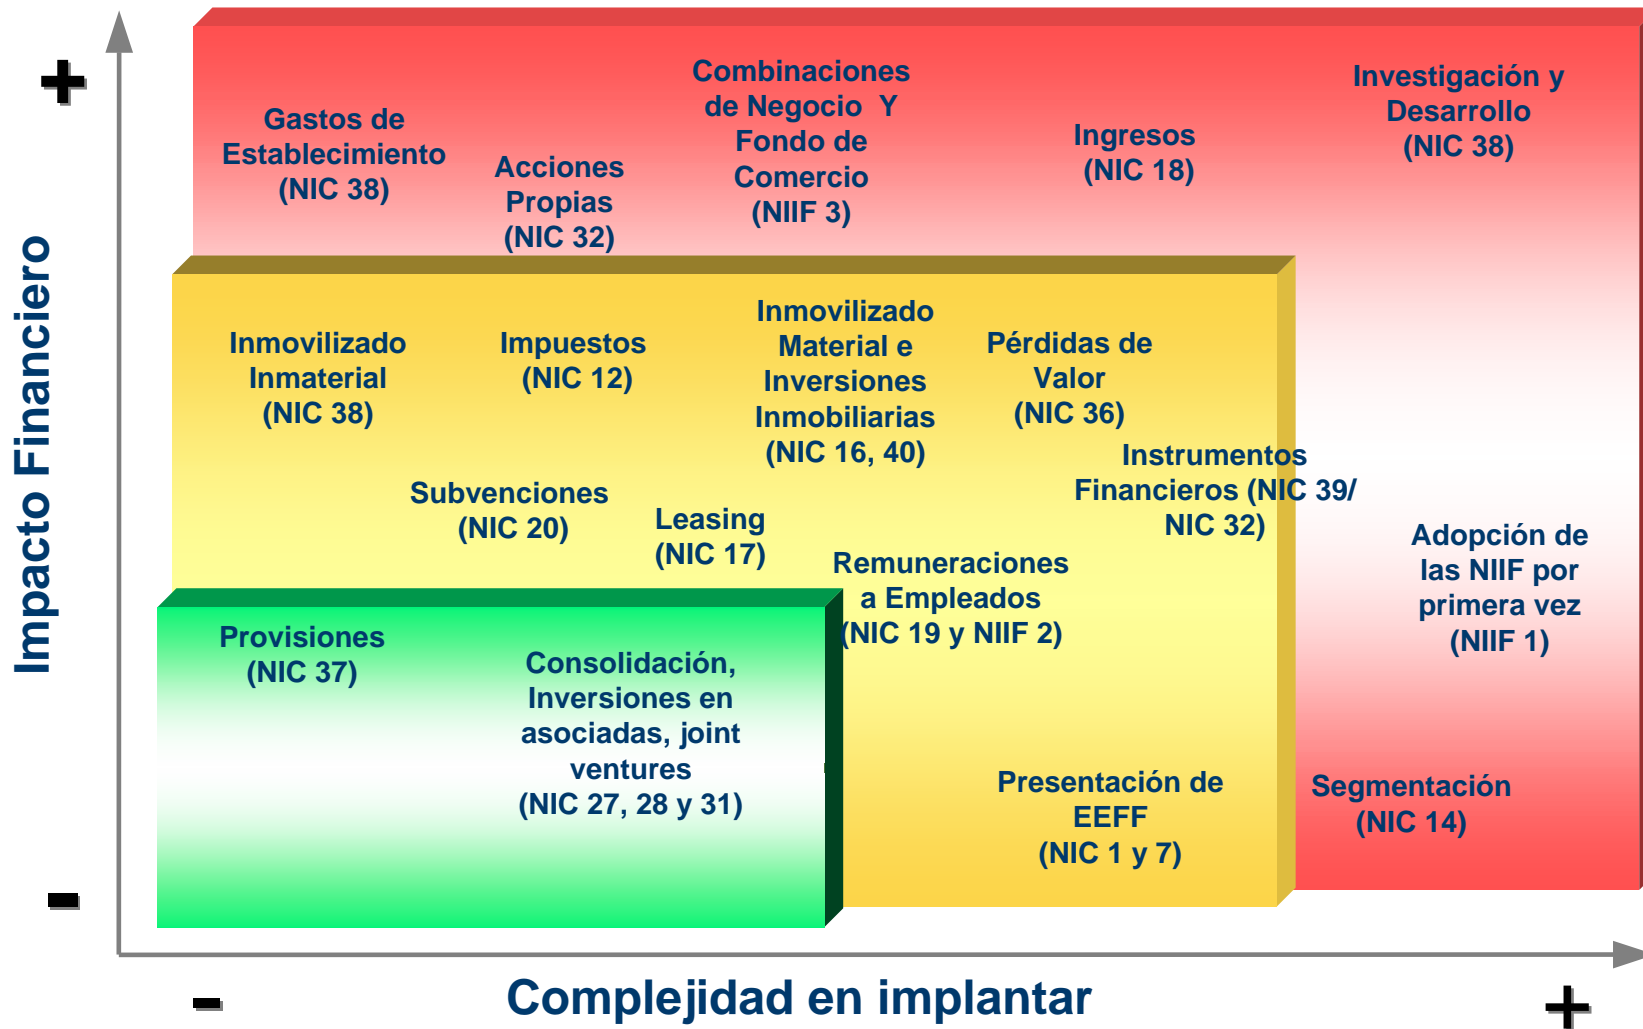 +
Impacto Financiero
-
Gastos de
Establecimiento
(NIC 38)
Acciones
Propias
(NIC 32)
Combinaciones
de Negocio Y
Fondo de
Comercio
(NIIF 3)
Ingresos
(NIC 18)
Investigación y
Desarrollo
(NIC 38)
Inmovilizado
Inmaterial
(NIC 38)
Impuestos
(NIC 12)
Inmovilizado
Material e
Inversiones
Inmobiliarias
(NIC 16, 40)
Pérdidas de
Valor
(NIC 36)
Instrumentos
Financieros (NIC 39/
NIC 32)
Subvenciones
(NIC 20)
Leasing
(NIC 17)
Remuneraciones
a Empleados
(NIC 19 y NIIF 2)
Adopción de
las NIIF por
primera vez
(NIIF 1)
Provisiones
(NIC 37)
Consolidación,
Inversiones en
asociadas, joint
ventures
(NIC 27, 28 y 31)
Presentación de
EEFF
(NIC 1 y 7)
Segmentación
(NIC 14)
-
Complejidad en implantar
+